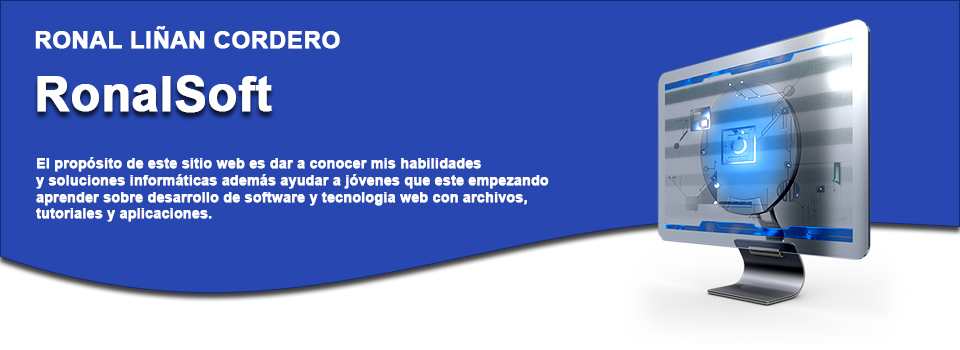 RONAL LIÑAN CORDERO
RonalSoft
El propósito de este sitio web es dar a conocer mis habilidades
y soluciones informáticas además ayudar a jóvenes que este empezando
aprender sobre desarrollo de software y tecnología web con archivos,
tutoriales y aplicaciones.